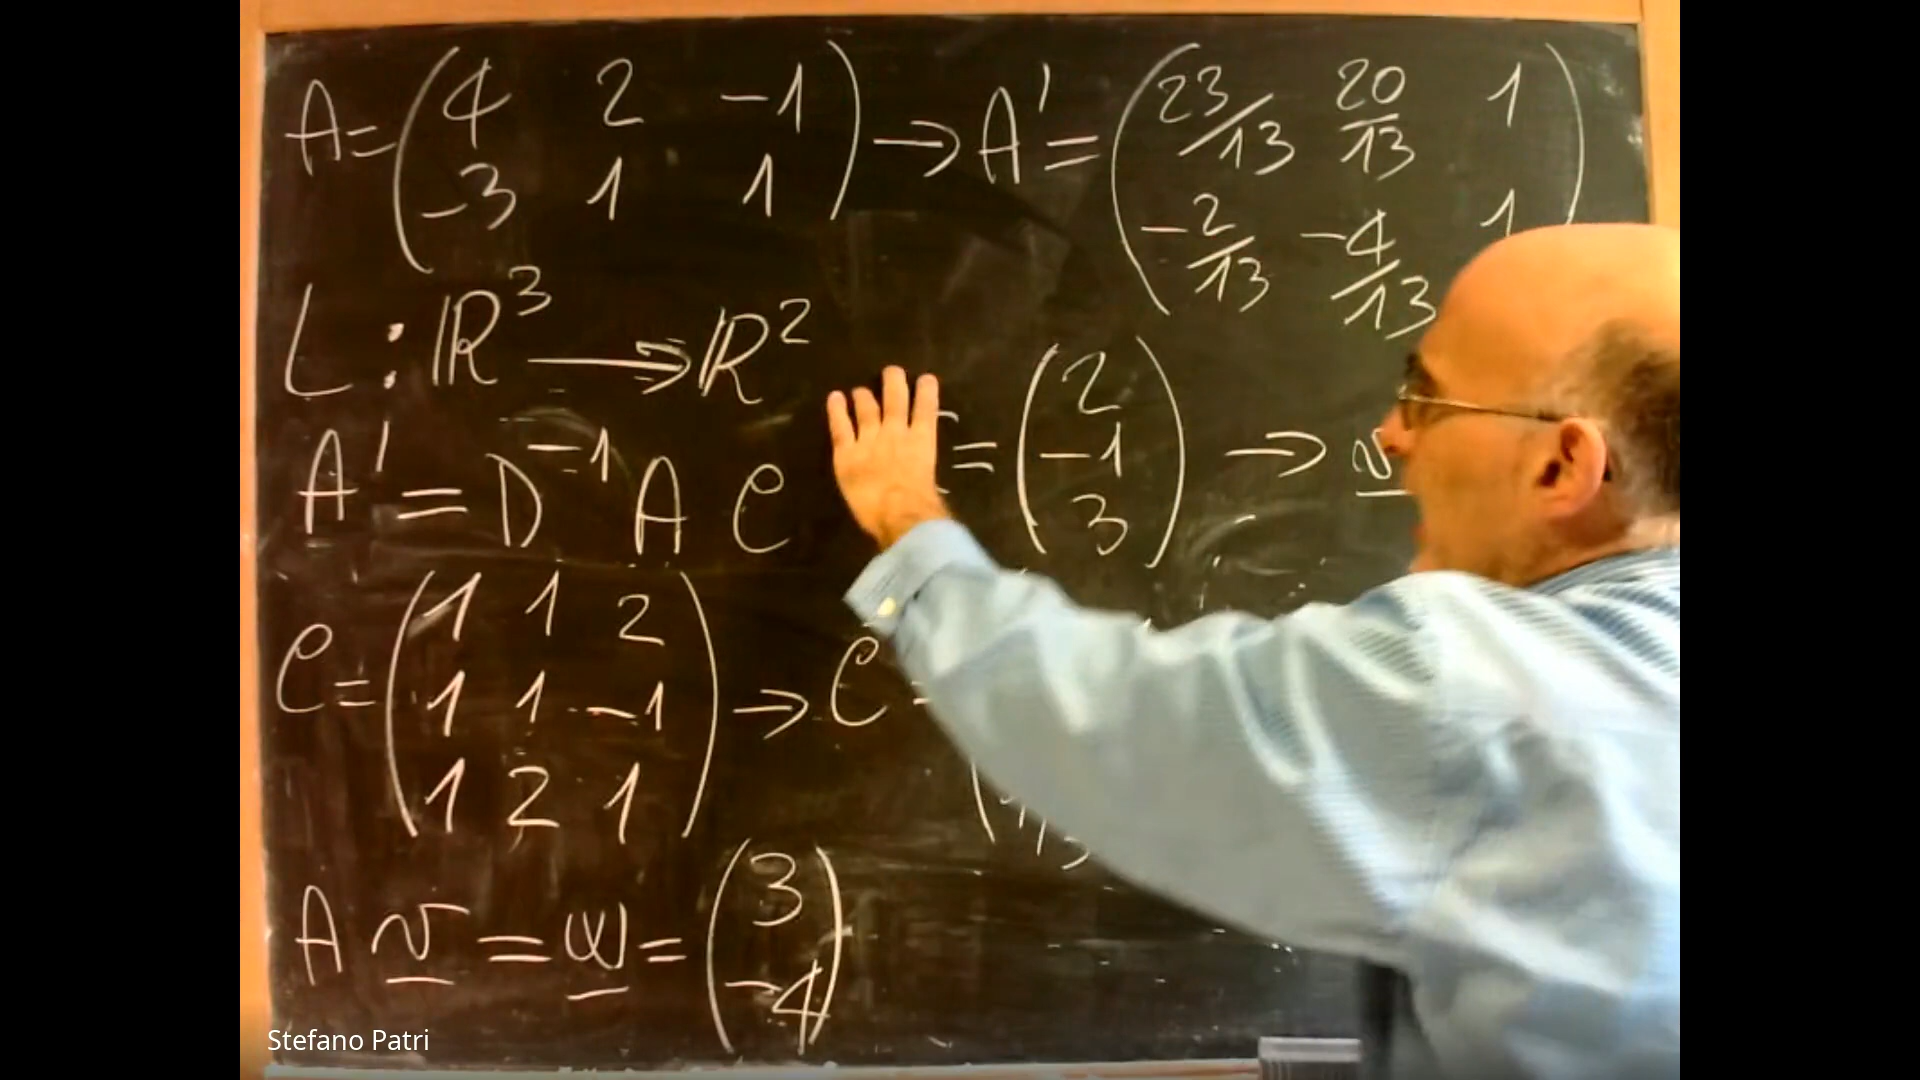 A = ( 4 2 -1 ) → A' = ( 23/13 20/13 1 )
( -3 1 1 ) ( -2/13 -4/13 1
L : ℝ³ → ℝ²
= ( 2 -1 3 ) → v
A' = D⁻¹ A C
C = ( 1 1 2 )
( 1 1 -1 ) → C
( 1 2 1 )
A v = w = ( 3 -4 )
Stefano Patri